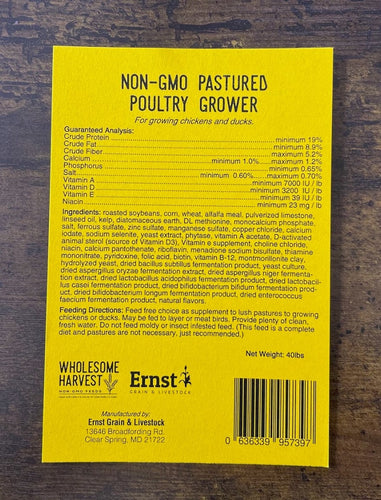 NON-GMO PASTURED
POULTRY GROWER
For growing chickens and ducks.
Guaranteed Analysis:
Crude Protein minimum 19%
Crude Fat minimum 8.9%
Crude Fiber maximum 5.2%
Calcium minimum 1.0% maximum 1.2%
Phosphorus minimum 0.65%
Salt minimum 0.60% maximum 0.70%
Vitamin A minimum 7000 IU / lb
Vitamin D minimum 3200 IU / lb
Vitamin E minimum 39 IU / lb
Niacin minimum 23 mg / lb
Ingredients: roasted soybeans, corn, wheat, alfalfa meal, pulverized limestone,
linseed oil, kelp, diatomaceous earth, DL methionine, monocalcium phosphate,
salt, ferrous sulfate, zinc sulfate, manganese sulfate, copper chloride, calcium
iodate, sodium selenite, yeast extract, phytase, vitamin A acetate, D-activated
animal sterol (source of Vitamin D3), Vitamin e supplement, choline chloride,
niacin, calcium pantothenate, riboflavin, menadione sodium bisulfite, thiamine
mononitrate, pyridoxine, folic acid, biotin, vitamin B-12, montmorillonite clay,
hydrolyzed yeast, dried bacillus subtillus fermentation product, yeast culture,
dried aspergillus oryzae fermentation extract, dried aspergillus niger fermenta-
tion extract, dried lactobacillus acidophilus fermentation product, dried lactobacil-
lus casei fermentation product, dried bifidobacterium bifidum fermentation prod-
uct, dried bifidobacterium longum fermentation product, dried enterococcus
faecium fermentation product, natural flavors.
Feeding Directions: Feed free choice as supplement to lush pastures to growing
chickens or ducks. May be fed to layer or meat birds. Provide plenty of clean,
fresh water. Do not feed moldy or insect infested feed. (This feed is a complete
diet and pastures are not necessary, just recommended.)
Net Weight: 40lbs
WHOLESOME
HARVEST
NON-GMO FEEDS
Ernst
GRAIN & LIVESTOCK
Manufactured by:
Ernst Grain & Livestock
13646 Broadfording Rd.
Clear Spring, MD 21722
0 636339 957397